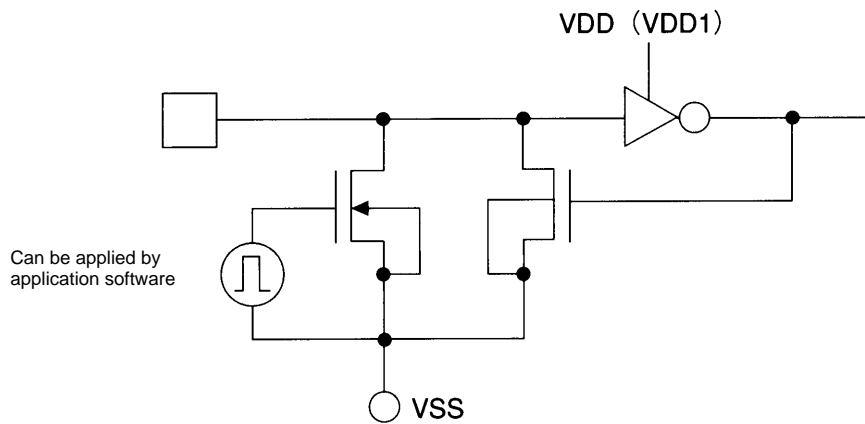 VDD (VDD1)
Can be applied by
application software
VSS